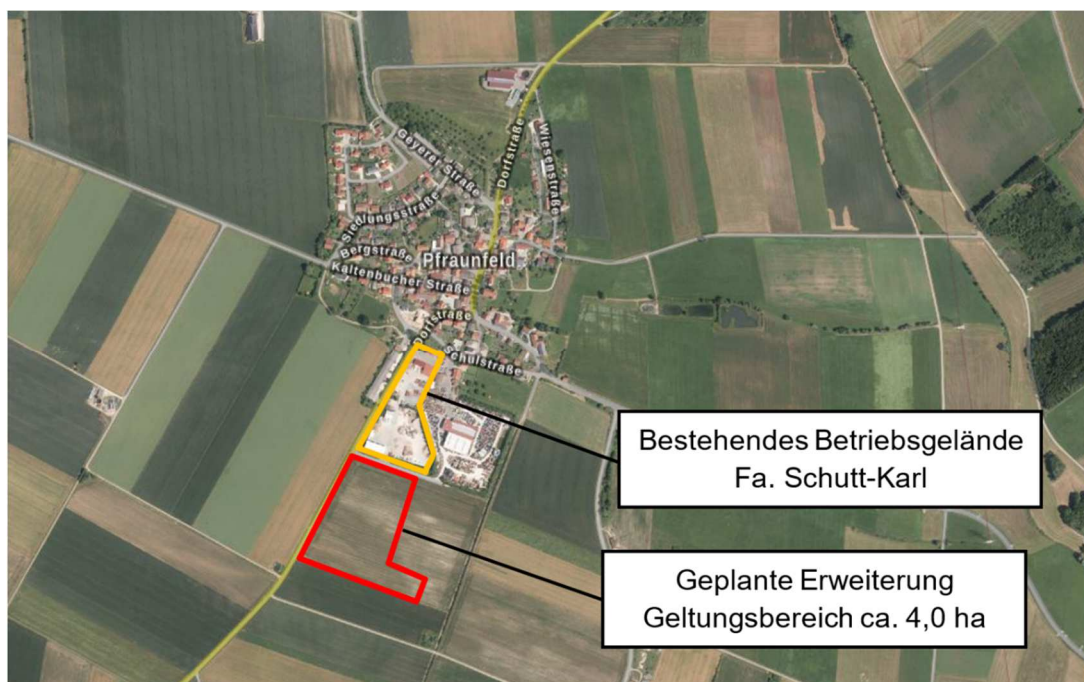 Geyerer Straße
Dorfstraße
Wiesenstraße
Siedlungsstraße
Bergstraße
Pfraunfeld
Kaltenbucher Straße
Dorfstraße
Schulstraße
Bestehendes Betriebsgelände
Fa. Schutt-Karl
Geplante Erweiterung
Geltungsbereich ca. 4,0 ha